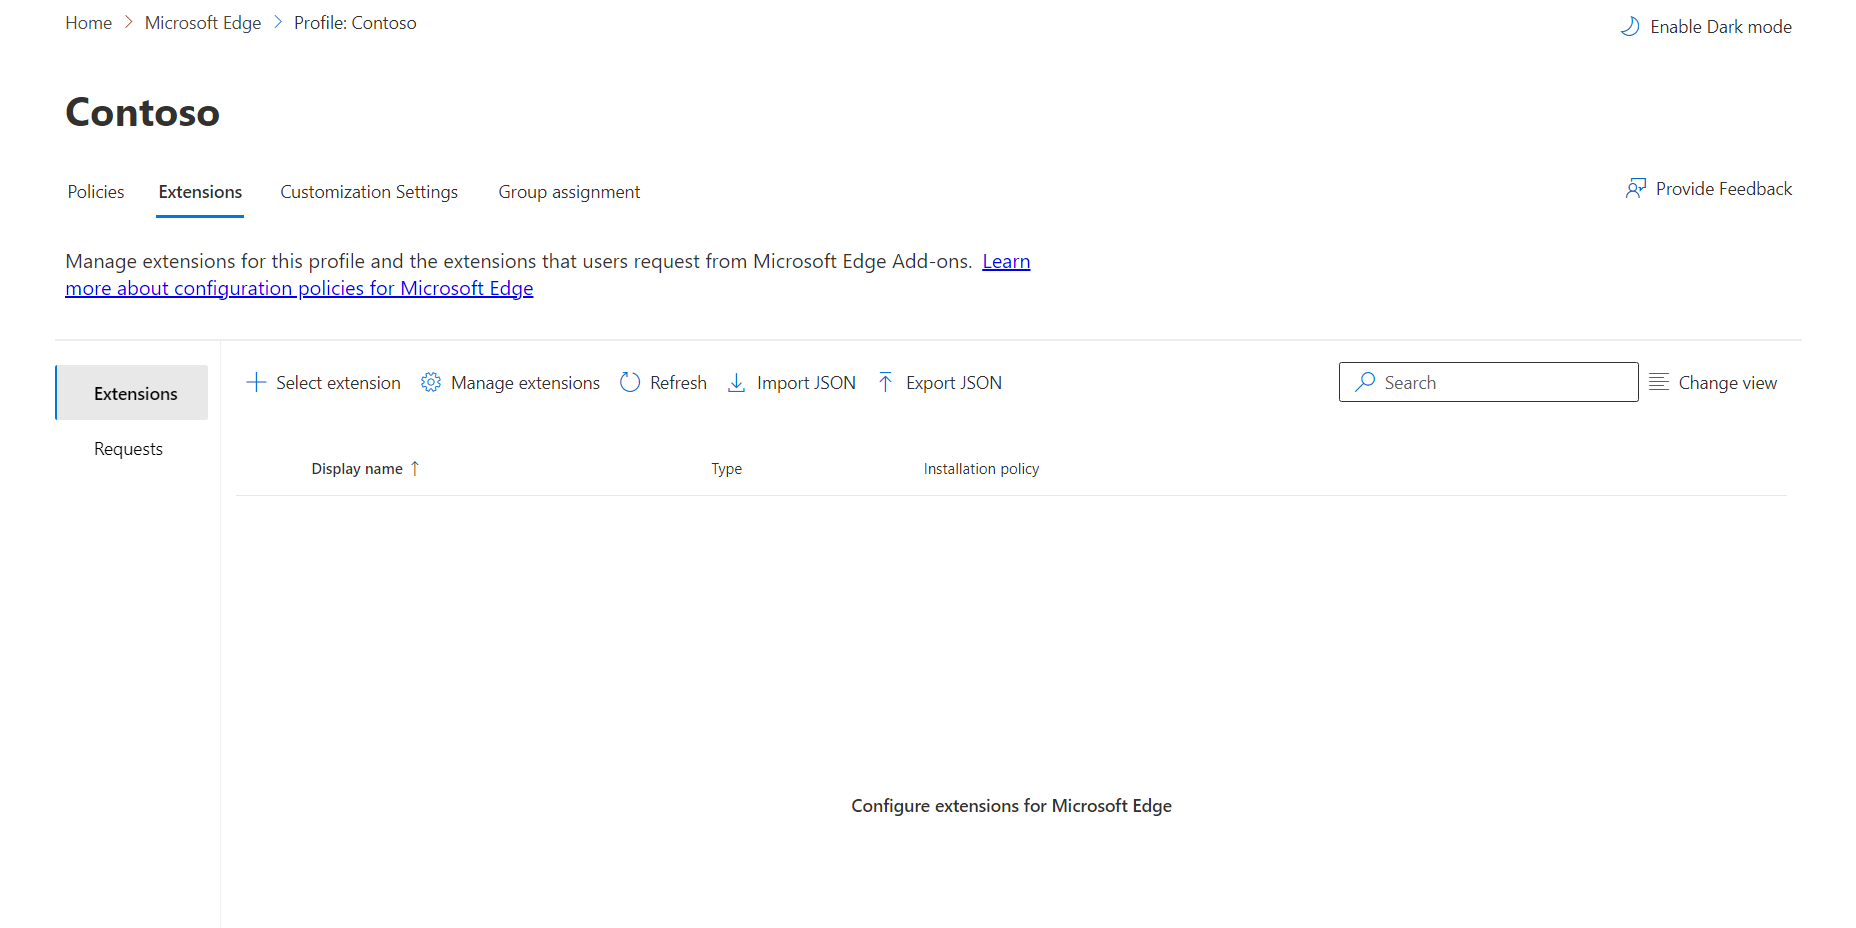 Home > Microsoft Edge > Profile: Contoso
Enable Dark mode
Contoso
Policies Extensions Customization Settings Group assignment
Provide Feedback
Manage extensions for this profile and the extensions that users request from Microsoft Edge Add-ons. Learn
more about configuration policies for Microsoft Edge
Extensions
Requests
Select extension Manage extensions Refresh Import JSON Export JSON
Search
Change view
Display name ↑ Type Installation policy
Configure extensions for Microsoft Edge